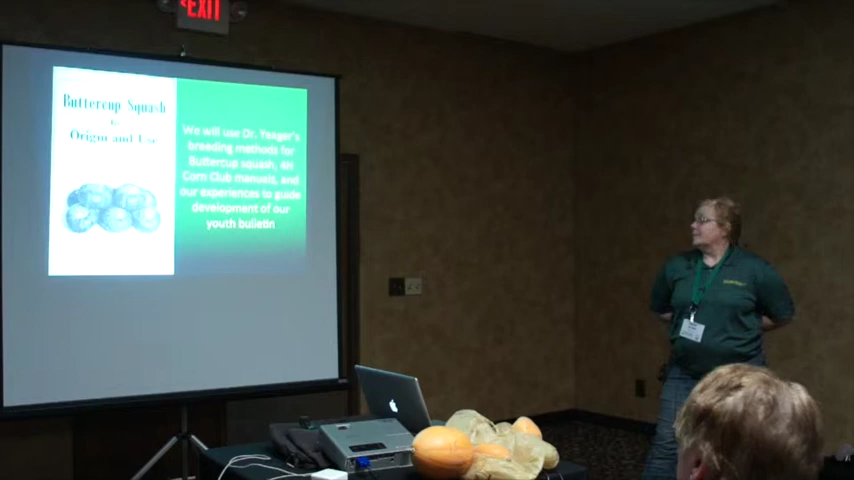 EXIT
Buttercup Squash
Origin and Use
We will use Dr. Yeager's
breeding methods for
Buttercup squash, 4H
Corn Club manuals, and
our experiences to guide
development of our
youth bulletin